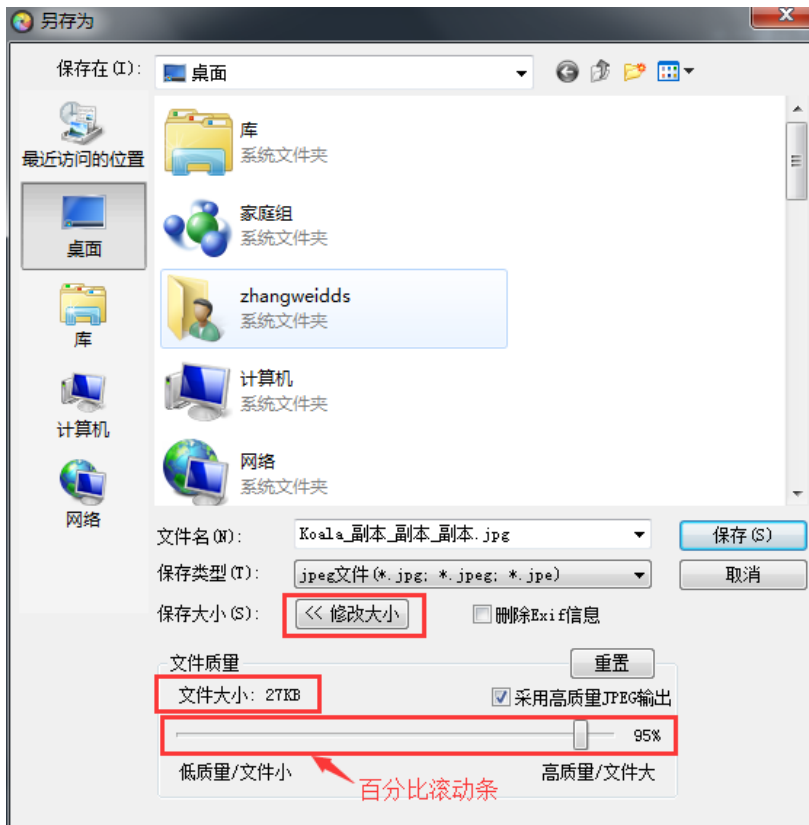 另存为
保存在(I):
桌面
最近访问的位置
桌面
库
计算机
网络
库
系统文件夹
家庭组
系统文件夹
zhangweidds
系统文件夹
计算机
系统文件夹
网络
系统文件夹
文件名(N):
Koala_副本_副本_副本.jpg
保存(S)
保存类型(T):
jpeg文件(*.jpg; *.jpeg; *.jpe)
取消
保存大小(S):
<< 修改大小
删除Exif信息
文件质量
重置
文件大小: 27KB
采用高质量JPEG输出
95%
低质量/文件小
高质量/文件大
百分比滚动条